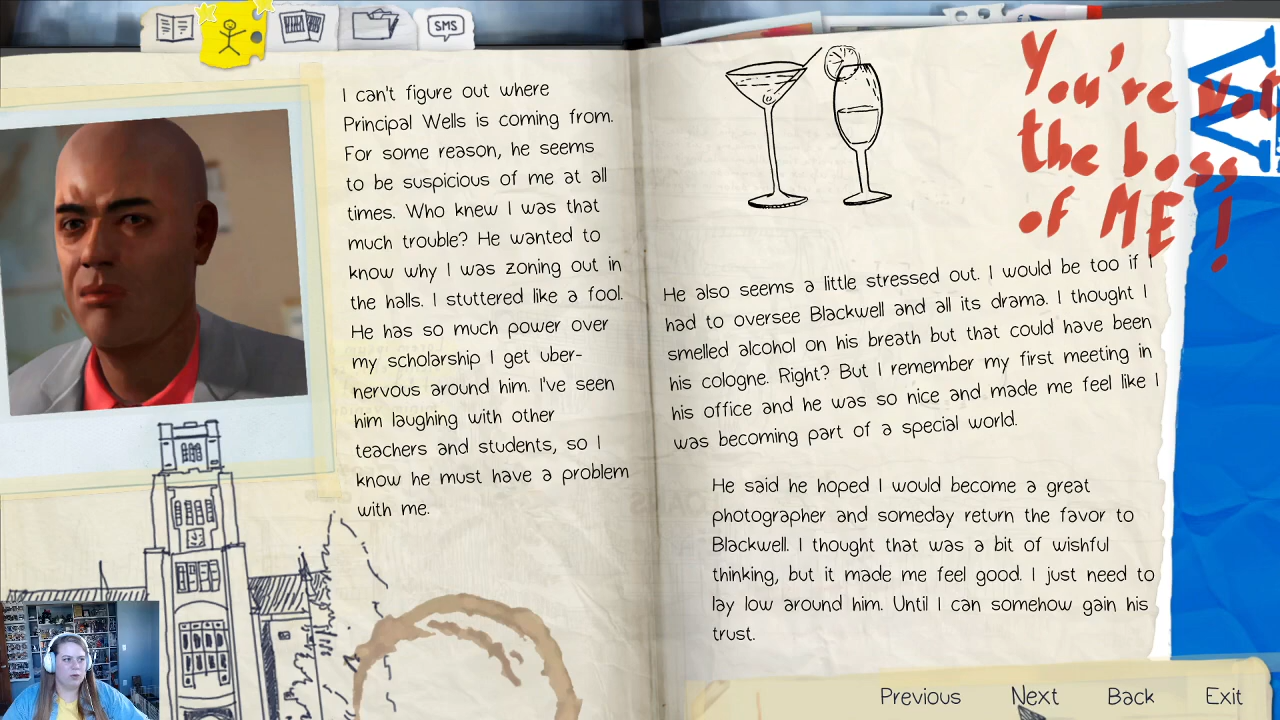 SMS
I can't figure out where
Principal Wells is coming from.
For some reason, he seems
to be suspicious of me at all
times. Who knew I was that
much trouble? He wanted to
know why I was zoning out in
the halls. I stuttered like a fool.
He has so much power over
my scholarship I get uber-
nervous around him. I've seen
him laughing with other
teachers and students, so I
know he must have a problem
with me.
You're not
the boss
of ME!
W
He also seems a little stressed out. I would be too if I
had to oversee Blackwell and all its drama. I thought I
smelled alcohol on his breath but that could have been
his cologne. Right? But I remember my first meeting in
his office and he was so nice and made me feel like I
was becoming part of a special world.
He said he hoped I would become a great
photographer and someday return the favor to
Blackwell. I thought that was a bit of wishful
thinking, but it made me feel good. I just need to
lay low around him. Until I can somehow gain his
trust.
Previous Next Back Exit